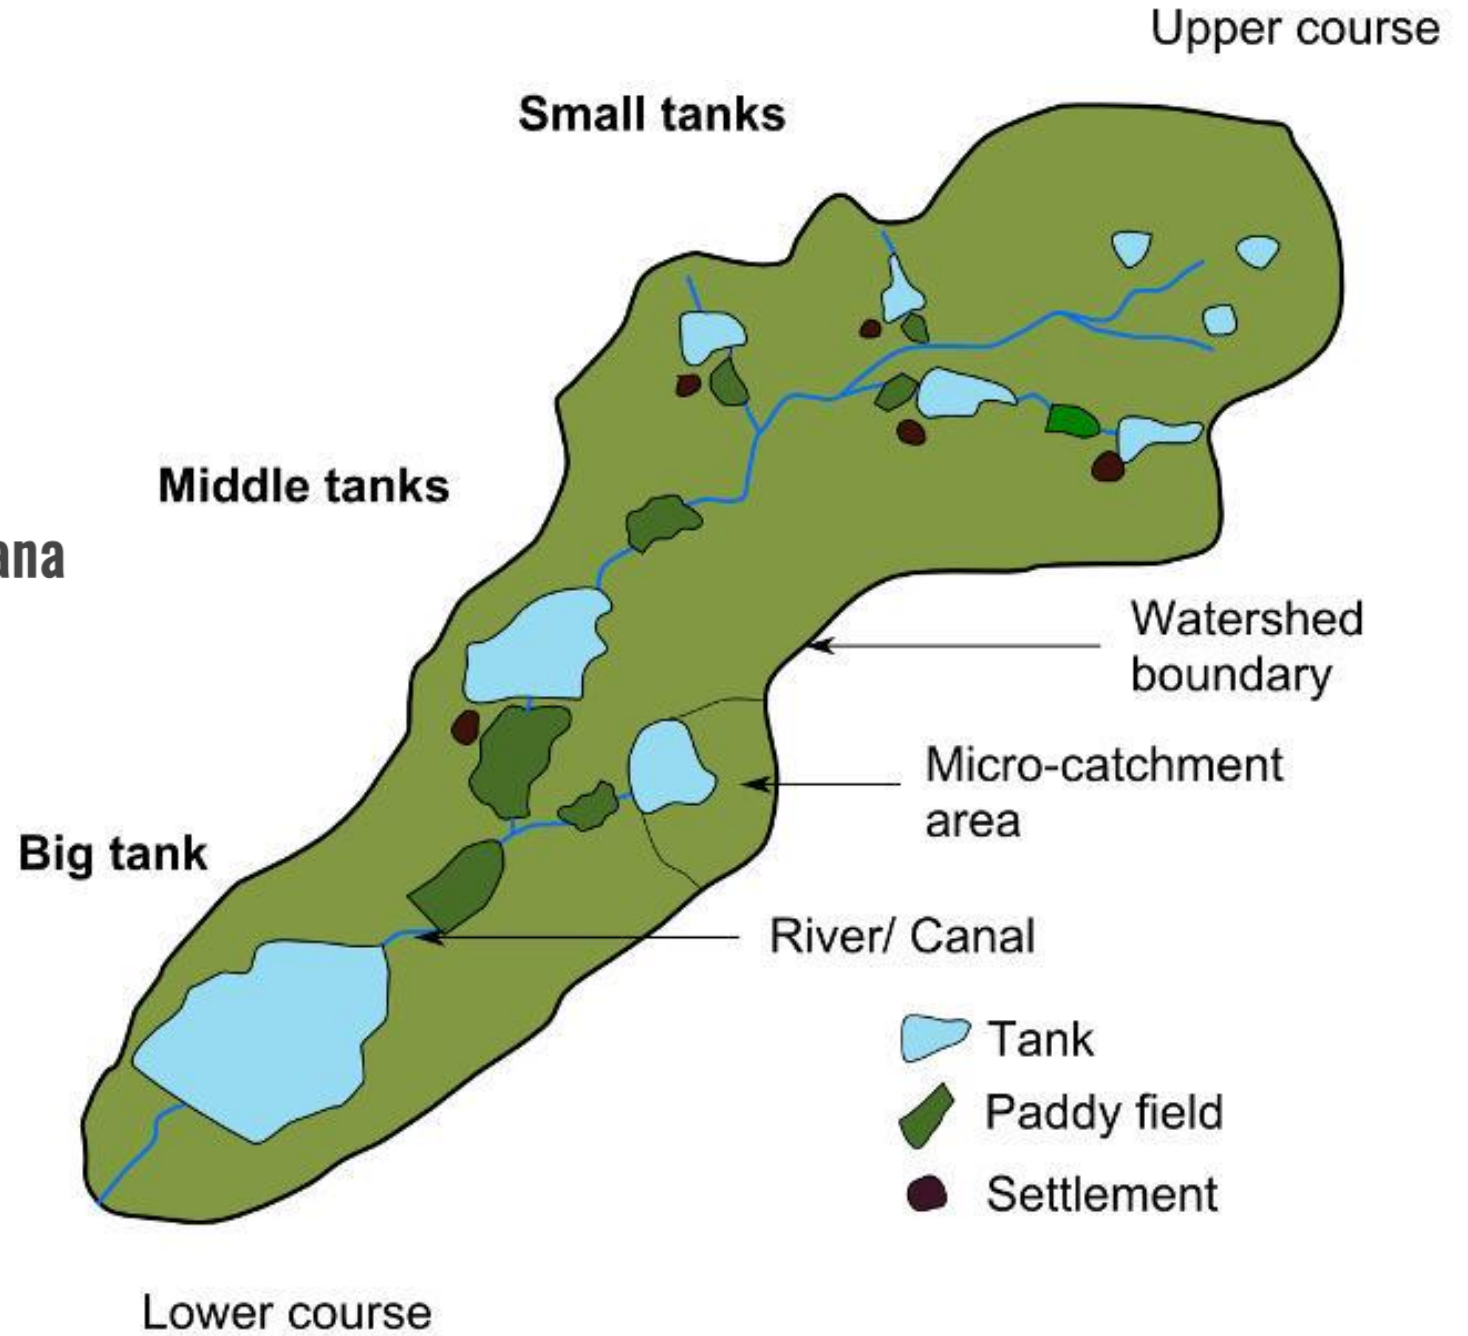 Upper course
Small tanks
Middle tanks
ana
Watershed
boundary
Micro-catchment
area
Big tank
River/ Canal
Tank
Paddy field
Settlement
Lower course